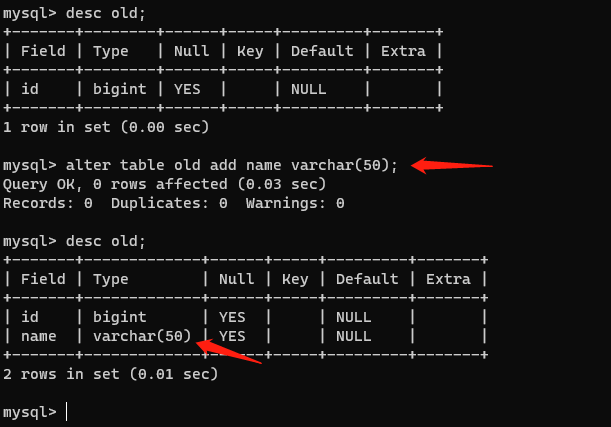 mysql> desc old;
+-------+--------+------+-----+---------+-------+
| Field | Type   | Null | Key | Default | Extra |
+-------+--------+------+-----+---------+-------+
| id    | bigint | YES  |     | NULL    |       |
+-------+--------+------+-----+---------+-------+
1 row in set (0.00 sec)
mysql> alter table old add name varchar(50);
Query OK, 0 rows affected (0.03 sec)
Records: 0  Duplicates: 0  Warnings: 0
mysql> desc old;
+-------+-------------+------+-----+---------+-------+
| Field | Type        | Null | Key | Default | Extra |
+-------+-------------+------+-----+---------+-------+
| id    | bigint      | YES  |     | NULL    |       |
| name  | varchar(50) | YES  |     | NULL    |       |
+-------+-------------+------+-----+---------+-------+
2 rows in set (0.01 sec)
mysql>